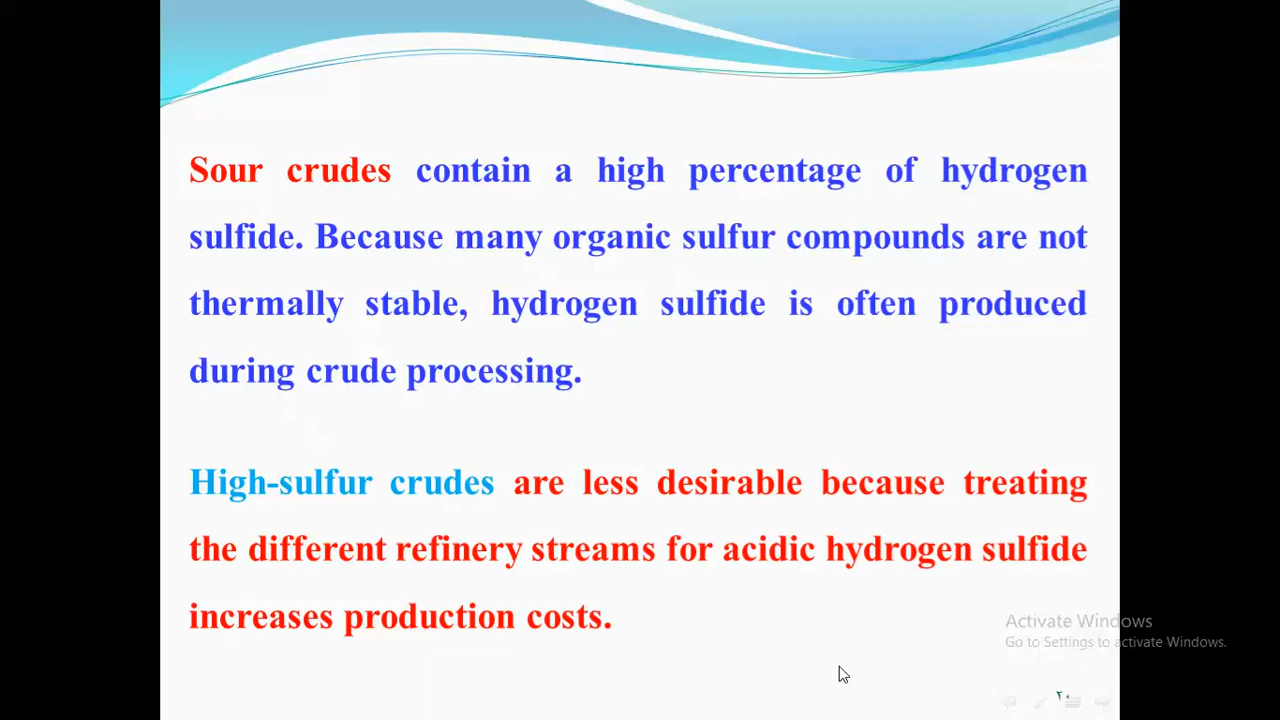 Sour crudes contain a high percentage of hydrogen
sulfide. Because many organic sulfur compounds are not
thermally stable, hydrogen sulfide is often produced
during crude processing.
High-sulfur crudes are less desirable because treating
the different refinery streams for acidic hydrogen sulfide
increases production costs.
Activate Windows
Go to Settings to activate Windows.
٢٠